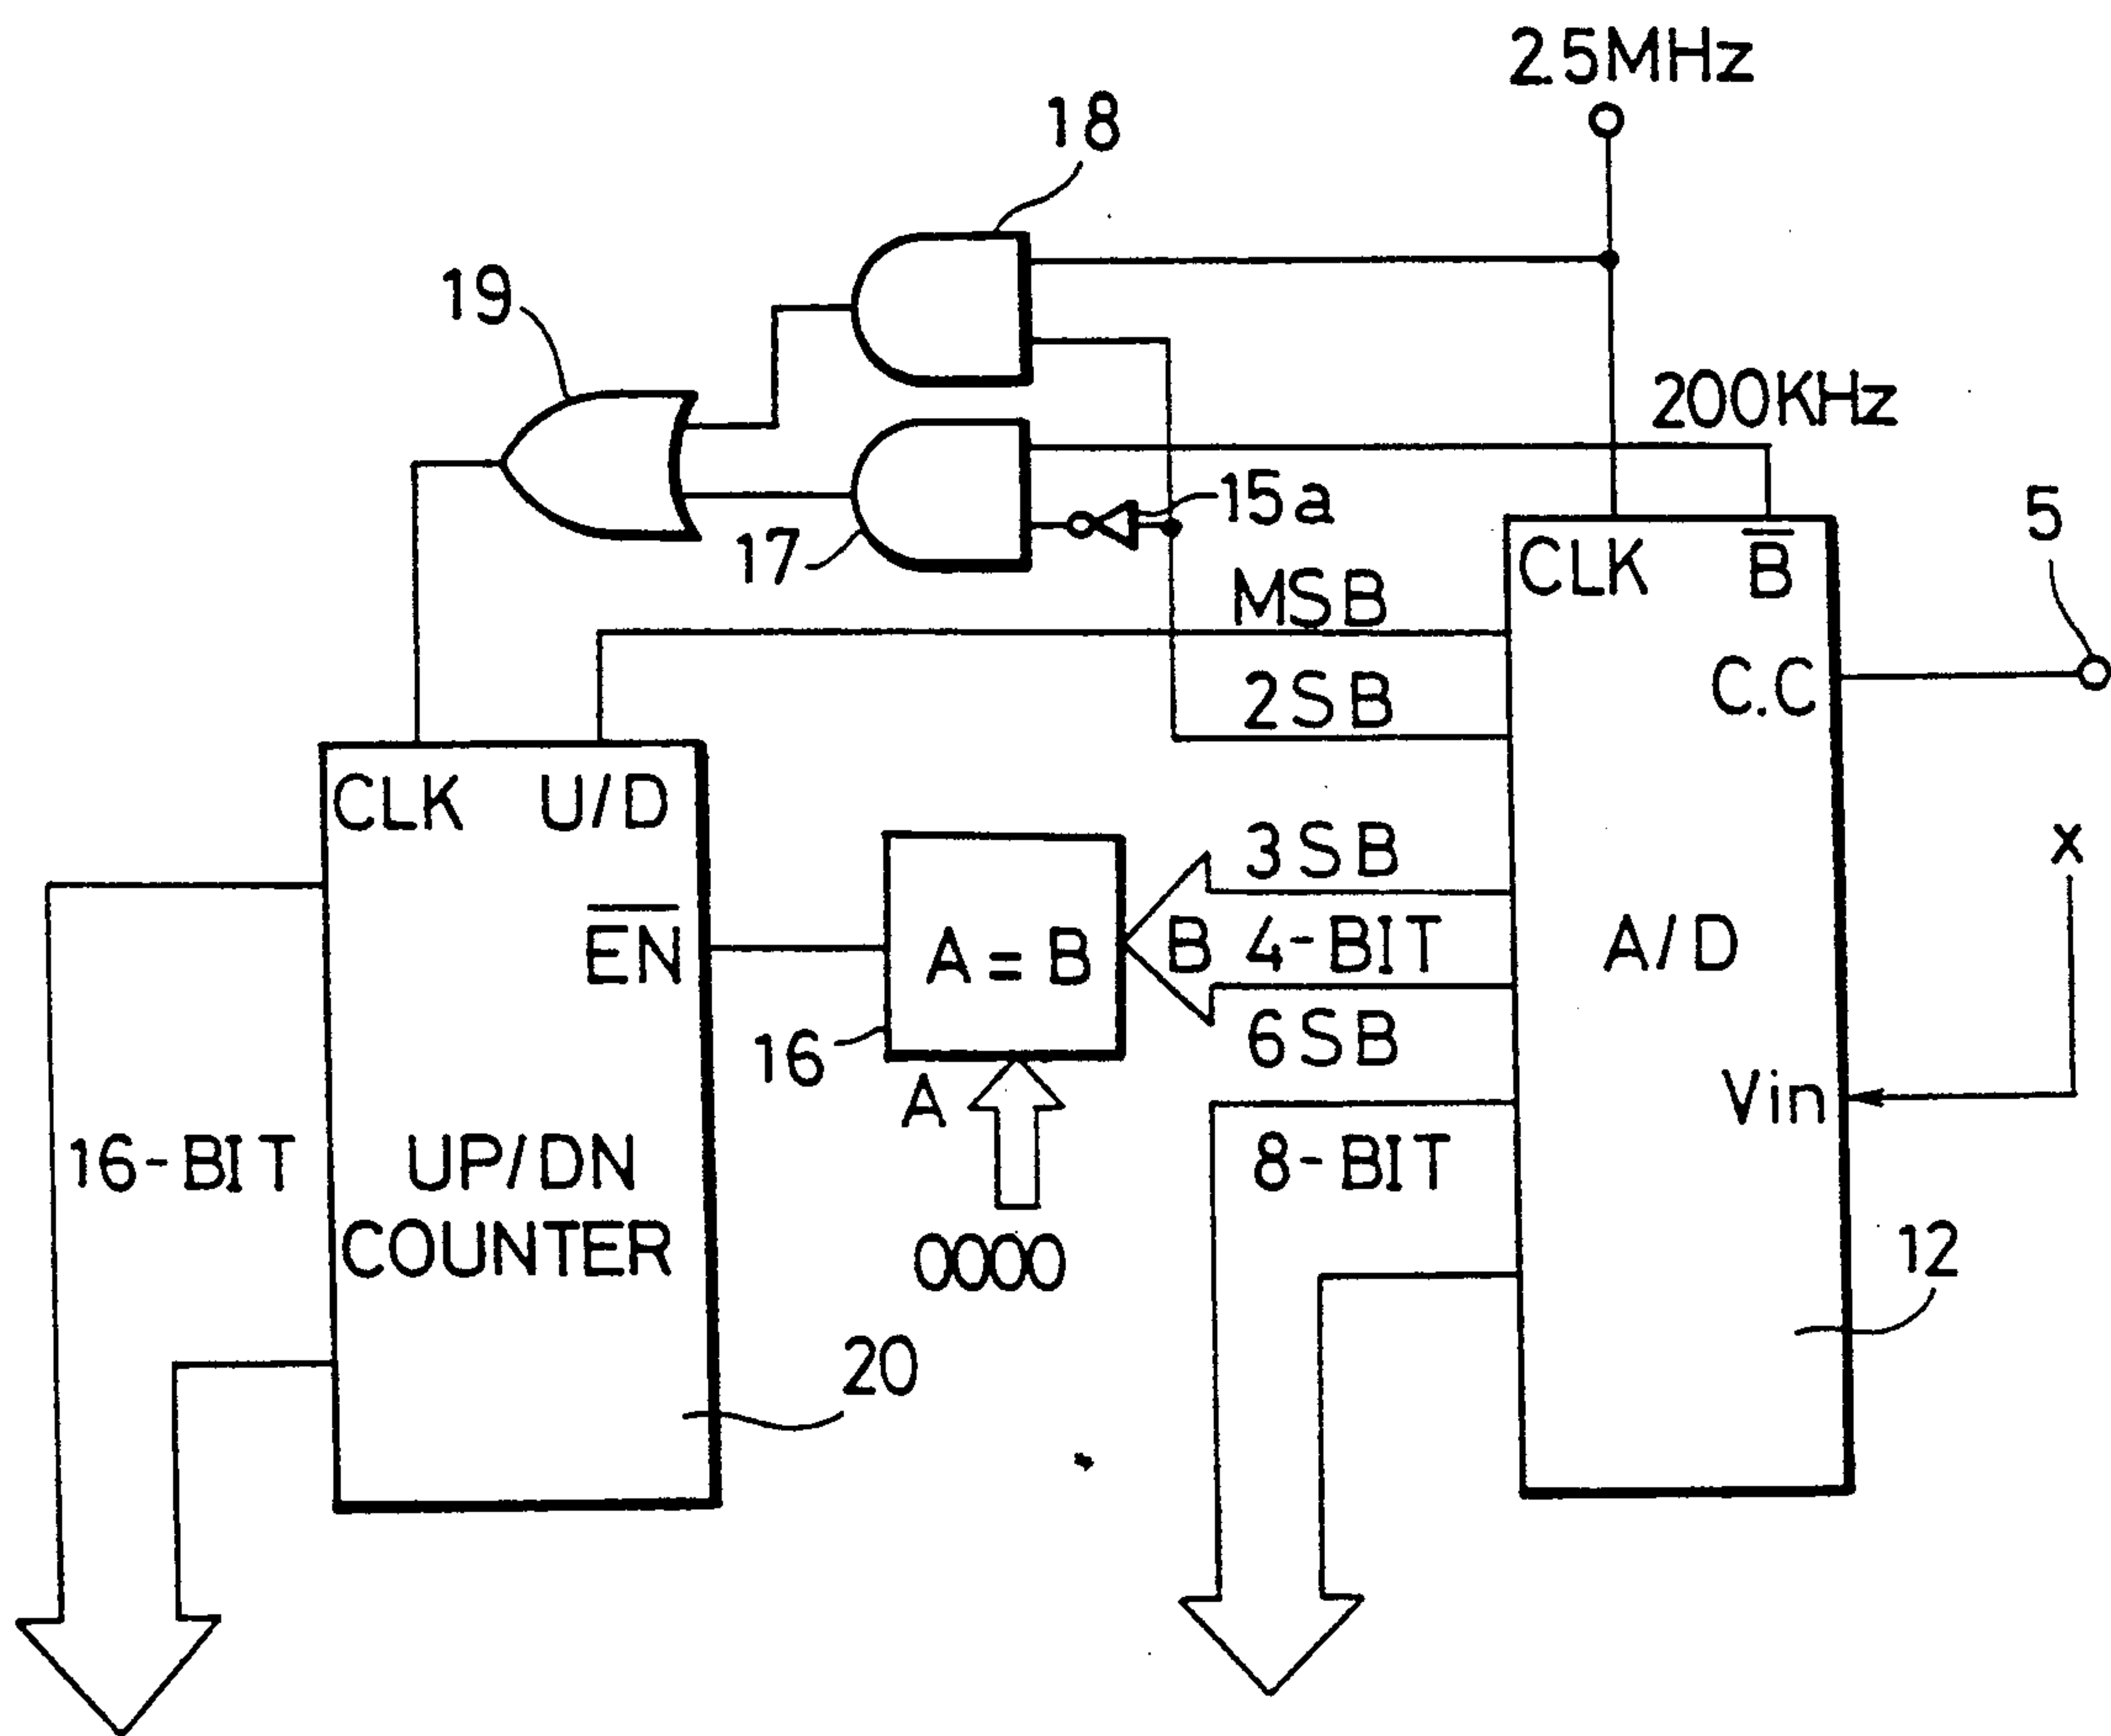 2.5MHz
18
19
200KHz
15a
5
17
CLK
B̅
MSB
C.C
2SB
CLK U/D
3SB
x
E̅N̅
A=B
B 4-BIT
A/D
16
6SB
A
Vin
16-BIT
UP/DN
COUNTER
8-BIT
0000
12
20